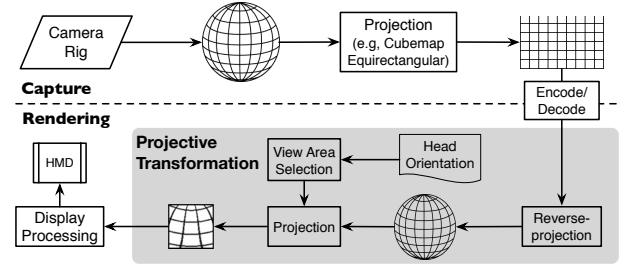 Camera
Rig
Projection
(e.g, Cubemap
Equirectangular)
Capture
Encode/
Decode
Rendering
Projective
Transformation
HMD
View Area
Selection
Head
Orientation
Display
Processing
Projection
Reverse-
projection